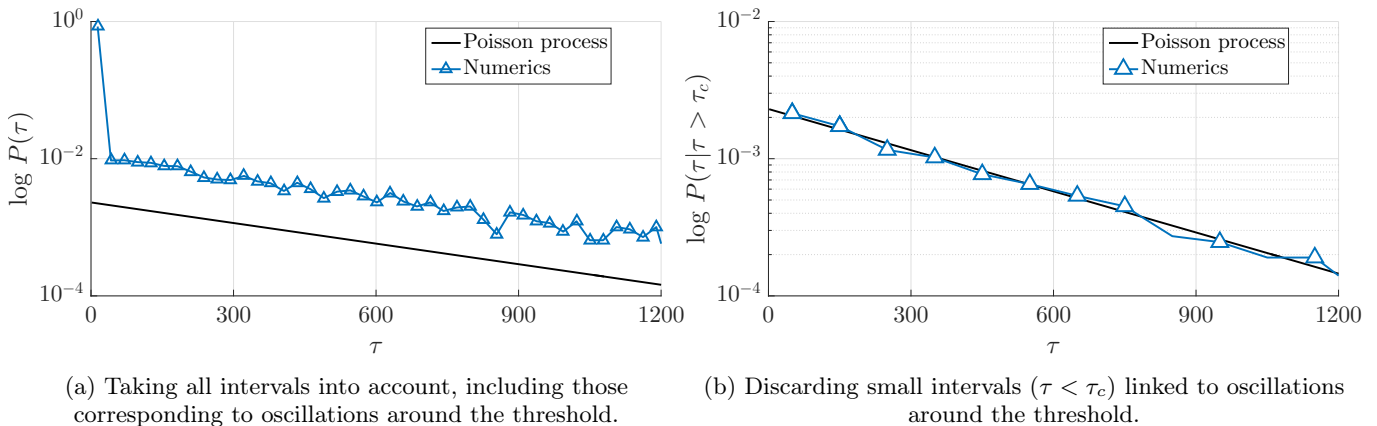 10^0
10^{-2}
10^{-4}
log P(τ)
Poisson process
Numerics
0
300
600
900
1200
τ
(a) Taking all intervals into account, including those
corresponding to oscillations around the threshold.
10^{-2}
10^{-3}
10^{-4}
log P(τ|τ > τ_c)
Poisson process
Numerics
0
300
600
900
1200
τ
(b) Discarding small intervals (τ < τ_c) linked to oscillations
around the threshold.